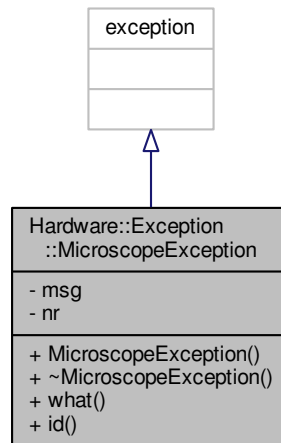 exception
Hardware::Exception
::MicroscopeException
- msg
- nr
+ MicroscopeException()
+ ~MicroscopeException()
+ what()
+ id()